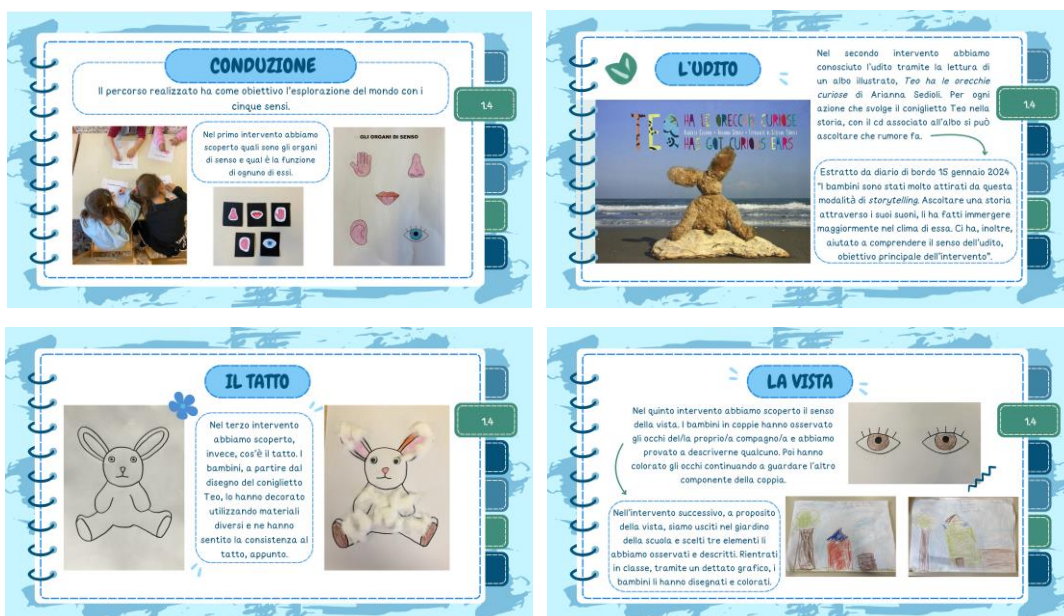 CONDUZIONE
Il percorso realizzato ha come obiettivo l'esplorazione del mondo con i
cinque sensi.
Nel primo intervento abbiamo
scoperto quali sono gli organi
di senso e qual è la funzione
di ognuno di essi.
GLI ORGANI DI SENSO
1.4
L'UDITO
Nel secondo intervento abbiamo
conosciuto l'udito tramite la lettura di
un albo illustrato, Teo ha le orecchie
curiose di Arianna Sedioli. Per ogni
azione che svolge il coniglietto Teo nella
storia, con il cd associato all'albo si può
ascoltare che rumore fa.
TEO HA LE ORECCHIE CURIOSE
HAS GOT CURIOUS EARS
Estratto da diario di bordo 15 gennaio 2024
"I bambini sono stati molto attirati da questa
modalità di storytelling. Ascoltare una storia
attraverso i suoi suoni, li ha fatti immergere
maggiormente nel clima di essa. Ci ha, inoltre,
aiutato a comprendere il senso dell'udito,
obiettivo principale dell'intervento".
1.4
IL TATTO
Nel terzo intervento
abbiamo scoperto,
invece, cos'è il tatto. I
bambini, a partire dal
disegno del coniglietto
Teo, lo hanno decorato
utilizzando materiali
diversi e ne hanno
sentito la consistenza al
tatto, appunto.
1.4
LA VISTA
Nel quinto intervento abbiamo scoperto il senso
della vista. I bambini in coppie hanno osservato
gli occhi del/la proprio/a compagno/a e abbiamo
provato a descriverne qualcuno. Poi hanno
colorato gli occhi continuando a guardare l'altro
componente della coppia.
Nell'intervento successivo, a proposito
della vista, siamo usciti nel giardino
della scuola e scelti tre elementi li
abbiamo osservati e descritti. Rientrati
in classe, tramite un dettato grafico, i
bambini li hanno disegnati e colorati.
1.4